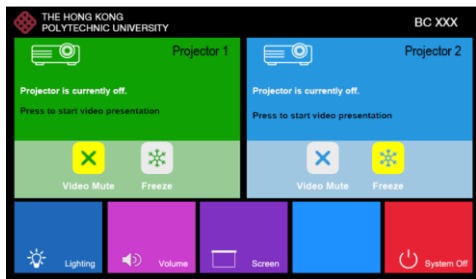 THE HONG KONG
POLYTECHNIC UNIVERSITY
BC XXX
Projector 1
Projector is currently off.
Press to start video presentation
Video Mute
Freeze
Projector 2
Projector is currently off.
Press to start video presentation
Video Mute
Freeze
Lighting
Volume
Screen
System Off